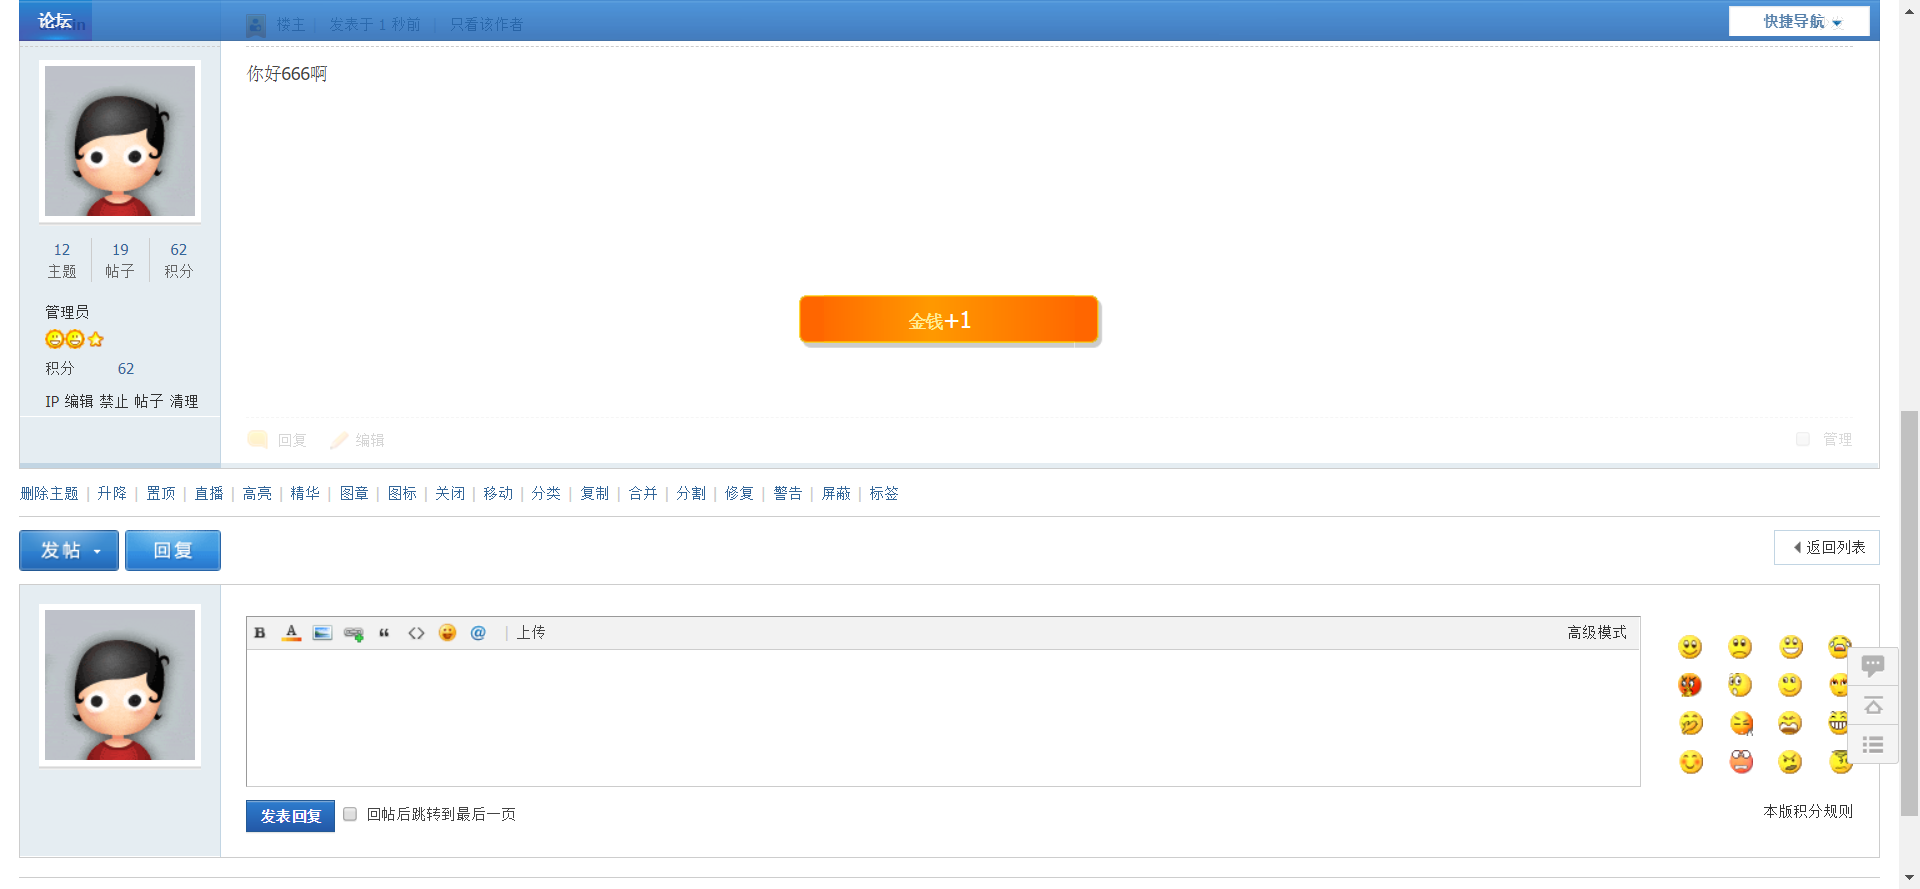 论坛
楼主 | 发表于 1 秒前 | 只看该作者
快捷导航
你好666啊
12 19 62
主题 帖子 积分
管理员
积分 62
IP 编辑 禁止 帖子 清理
金钱+1
回复 编辑 管理
删除主题 | 升降 | 置顶 | 直播 | 高亮 | 精华 | 图章 | 图标 | 关闭 | 移动 | 分类 | 复制 | 合并 | 分割 | 修复 | 警告 | 屏蔽 | 标签
发帖 回复 返回列表
B A “ <> @ | 上传 高级模式
发表回复 回帖后跳转到最后一页
本版积分规则